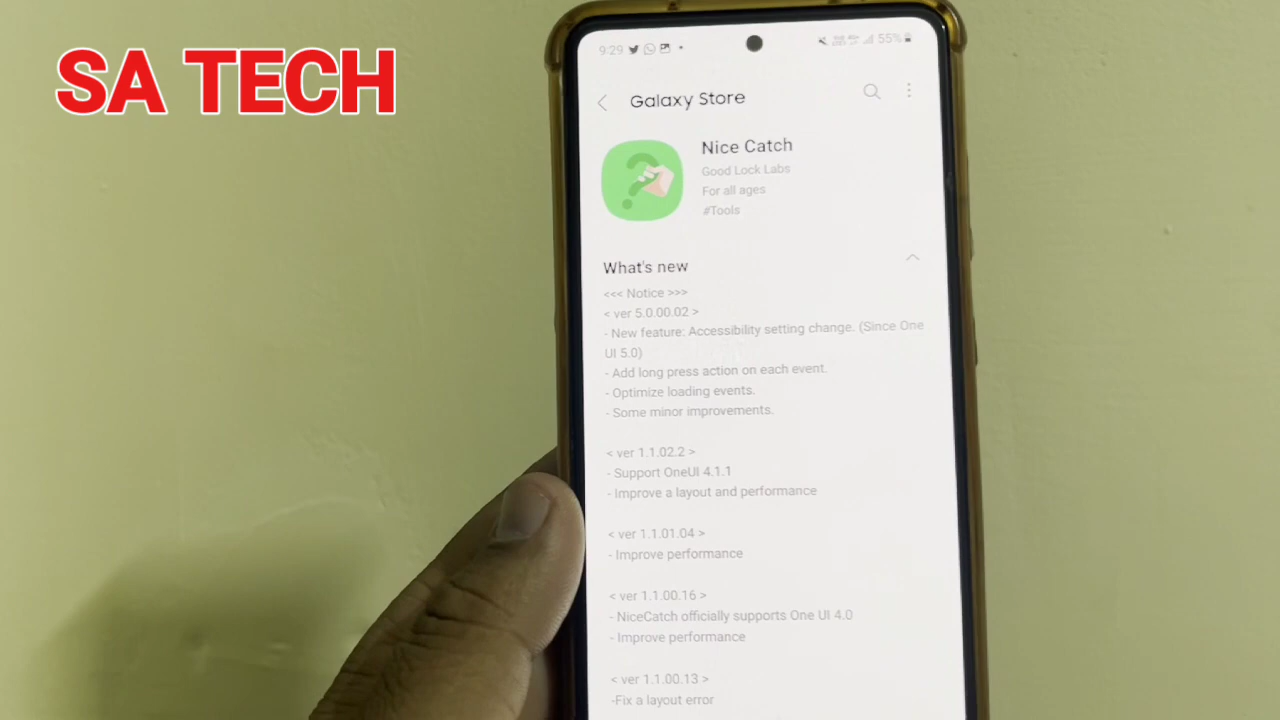 SA TECH
9:29
55%
Galaxy Store
Nice Catch
Good Lock Labs
For all ages
#Tools
What's new
<<< Notice >>>
< ver 5.0.00.02 >
- New feature: Accessibility setting change. (Since One
UI 5.0)
- Add long press action on each event.
- Optimize loading events.
- Some minor improvements.
< ver 1.1.02.2 >
- Support OneUI 4.1.1
- Improve a layout and performance
< ver 1.1.01.04 >
- Improve performance
< ver 1.1.00.16 >
- NiceCatch officially supports One UI 4.0
- Improve performance
< ver 1.1.00.13 >
-Fix a layout error